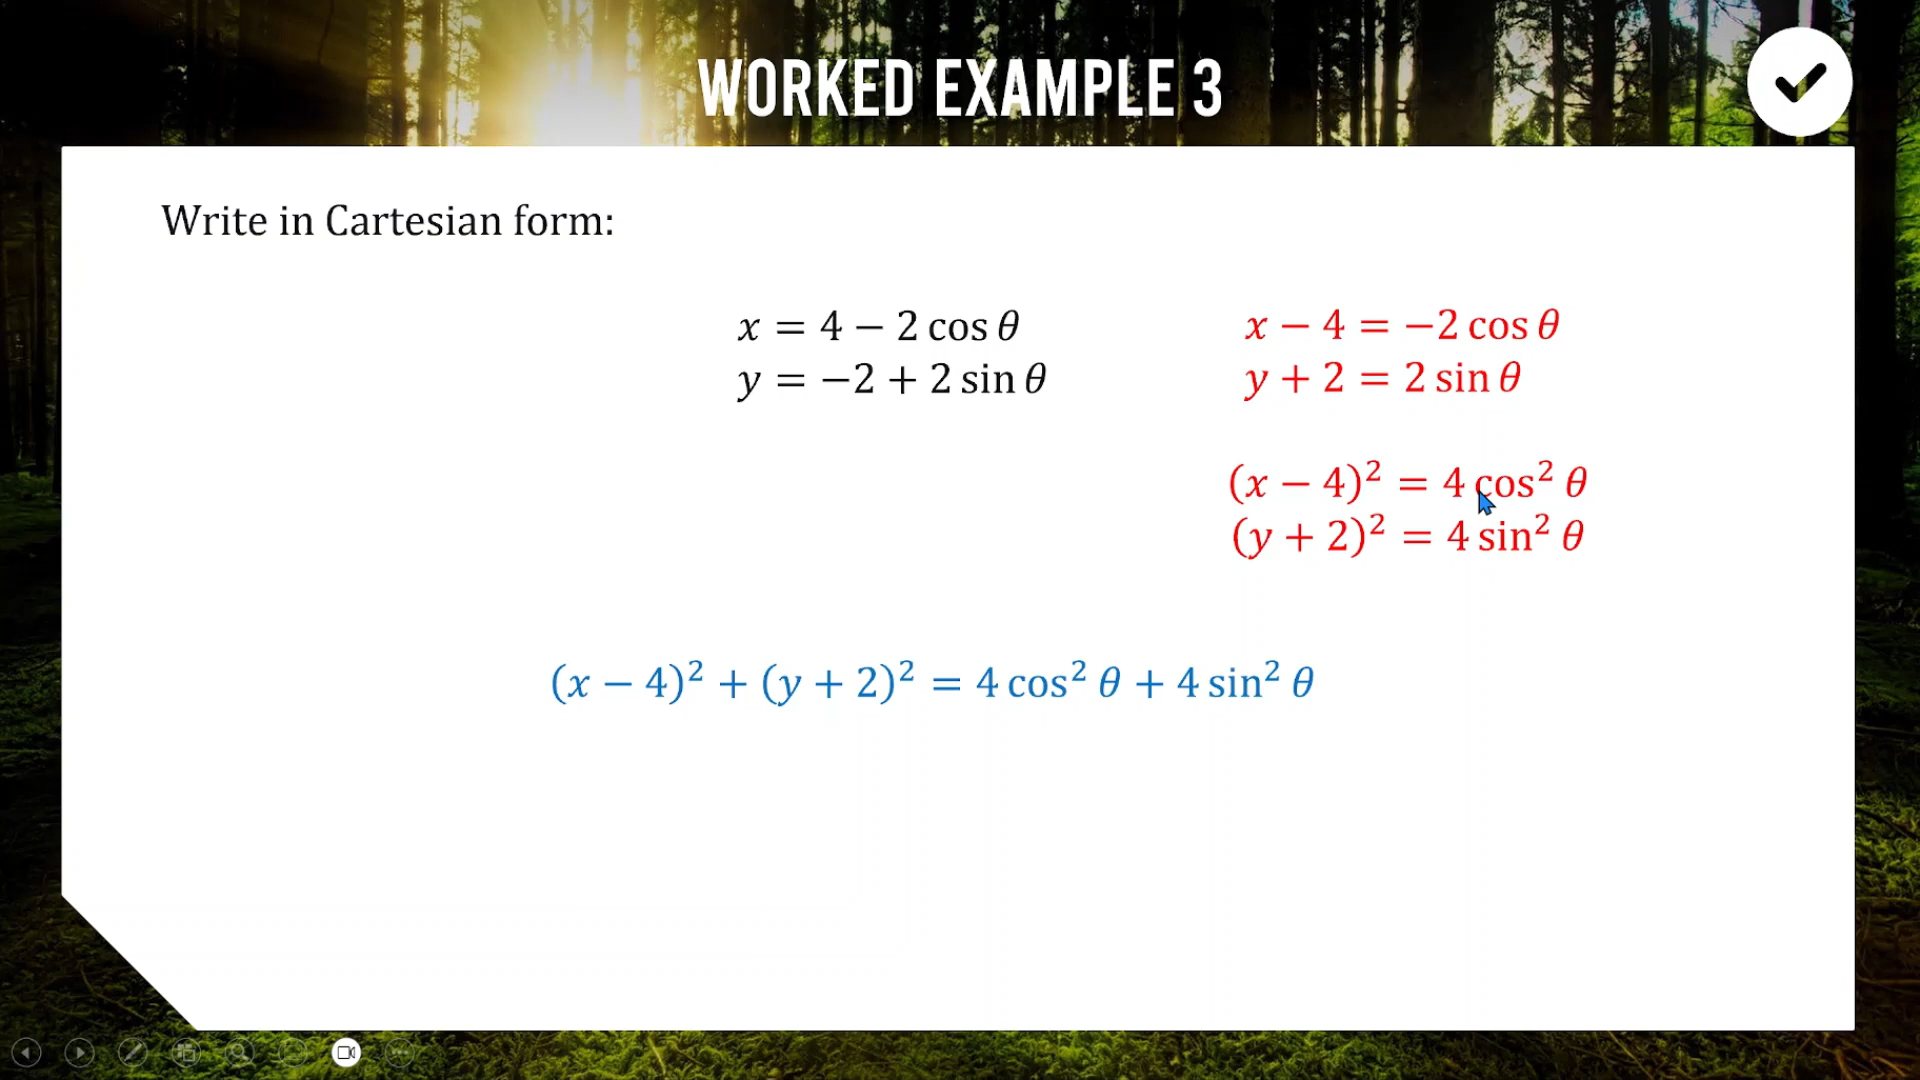 WORKED EXAMPLE 3
Write in Cartesian form:
x = 4 − 2 cos θ
y = −2 + 2 sin θ
x − 4 = −2 cos θ
y + 2 = 2 sin θ
(x − 4)² = 4 cos² θ
(y + 2)² = 4 sin² θ
(x − 4)² + (y + 2)² = 4 cos² θ + 4 sin² θ